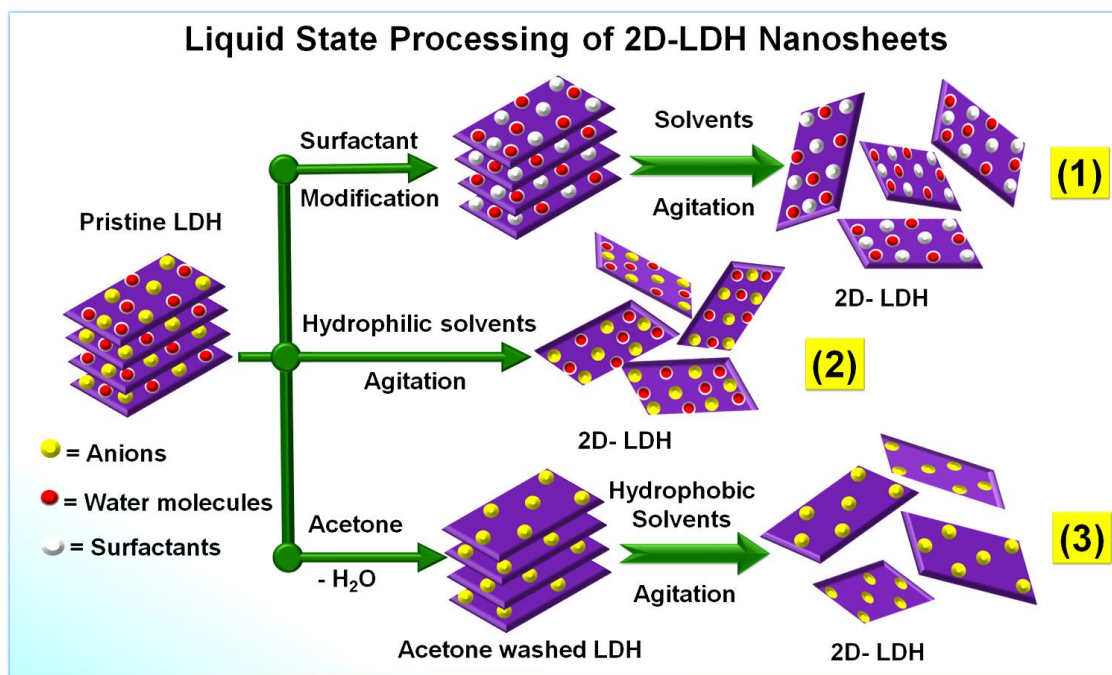 Liquid State Processing of 2D-LDH Nanosheets
Surfactant
Modification
Solvents
Agitation
(1)
2D- LDH
Pristine LDH
Hydrophilic solvents
Agitation
(2)
2D- LDH
= Anions
= Water molecules
= Surfactants
Acetone
- H₂O
Acetone washed LDH
Hydrophobic
Solvents
Agitation
(3)
2D- LDH